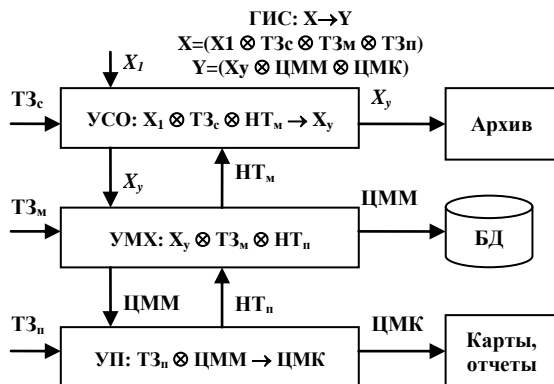 ГИС: X→Y
X=(X1 ⊗ ТЗс ⊗ ТЗм ⊗ ТЗп)
Y=(Xу ⊗ ЦММ ⊗ ЦМК)
X₁
ТЗс
УСО: X₁ ⊗ ТЗс ⊗ НТм → Xу
Xу
Архив
Xу
НТм
ТЗм
УМХ: Xу ⊗ ТЗм ⊗ НТп
ЦММ
БД
ЦММ
НТп
ТЗп
УП: ТЗп ⊗ ЦММ → ЦМК
ЦМК
Карты,
отчеты